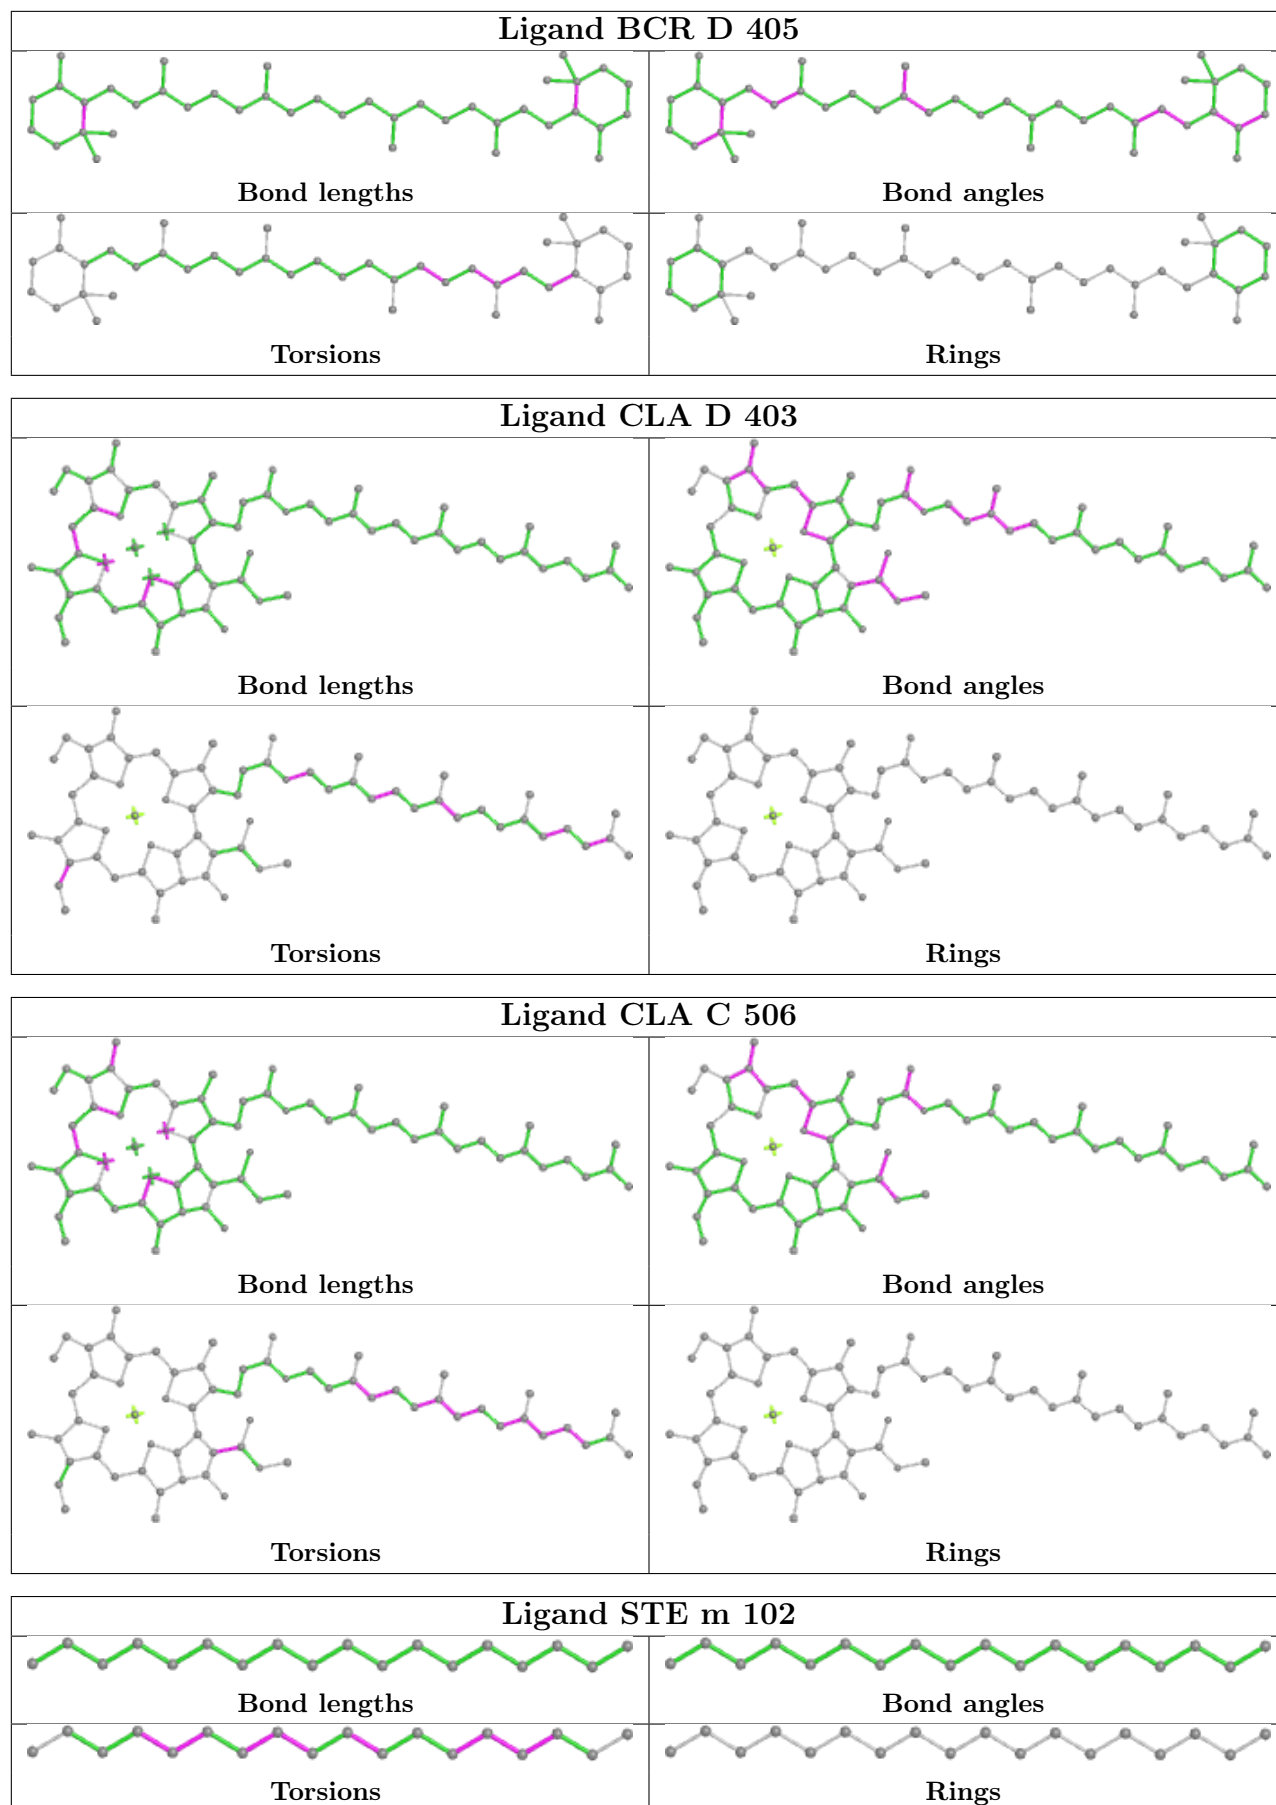 Ligand BCR D 405
Bond lengths
Bond angles
Torsions
Rings
Ligand CLA D 403
Bond lengths
Bond angles
Torsions
Rings
Ligand CLA C 506
Bond lengths
Bond angles
Torsions
Rings
Ligand STE m 102
Bond lengths
Bond angles
Torsions
Rings